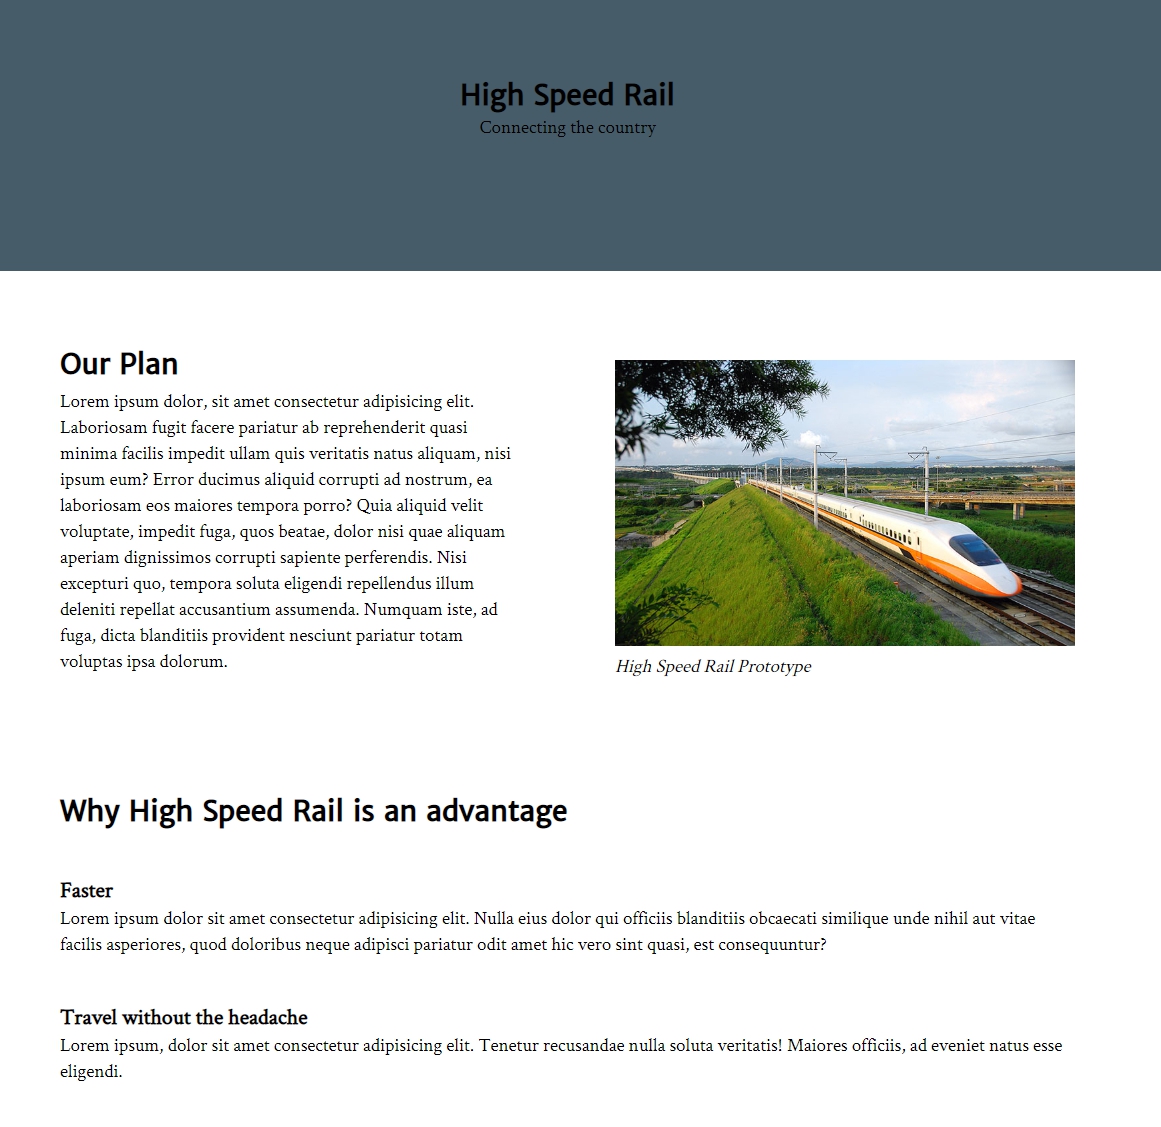 High Speed Rail
Connecting the country
Our Plan
Lorem ipsum dolor, sit amet consectetur adipisicing elit.
Laboriosam fugit facere pariatur ab reprehenderit quasi
minima facilis impedit ullam quis veritatis natus aliquam, nisi
ipsum eum? Error ducimus aliquid corrupti ad nostrum, ea
laboriosam eos maiores tempora porro? Quia aliquid velit
voluptate, impedit fuga, quos beatae, dolor nisi quae aliquam
aperiam dignissimos corrupti sapiente perferendis. Nisi
excepturi quo, tempora soluta eligendi repellendus illum
deleniti repellat accusantium assumenda. Numquam iste, ad
fuga, dicta blanditiis provident nesciunt pariatur totam
voluptas ipsa dolorum.
High Speed Rail Prototype
Why High Speed Rail is an advantage
Faster
Lorem ipsum dolor sit amet consectetur adipisicing elit. Nulla eius dolor qui officiis blanditiis obcaecati similique unde nihil aut vitae
facilis asperiores, quod doloribus neque adipisci pariatur odit amet hic vero sint quasi, est consequuntur?
Travel without the headache
Lorem ipsum, dolor sit amet consectetur adipisicing elit. Tenetur recusandae nulla soluta veritatis! Maiores officiis, ad eveniet natus esse
eligendi.